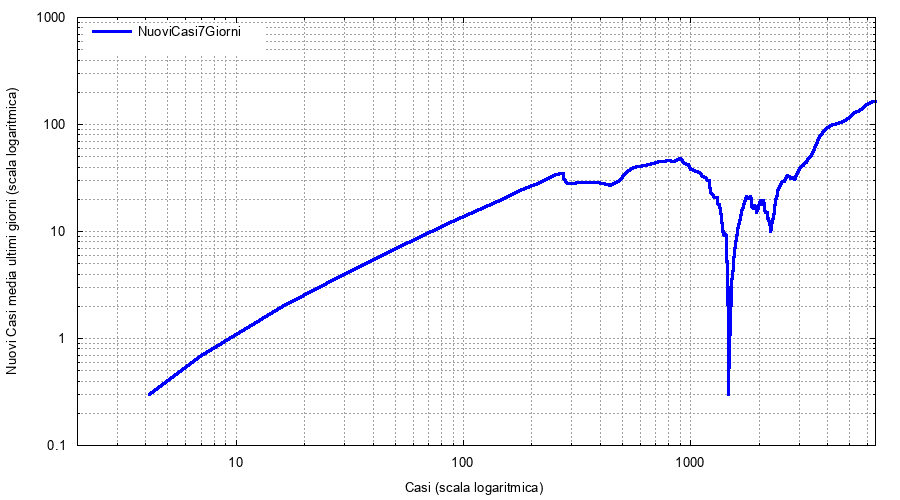 1000
NuoviCasi7Giorni
100
10
1
0.1
Nuovi Casi media ultimi giorni (scala logaritmica)
10 100 1000
Casi (scala logaritmica)